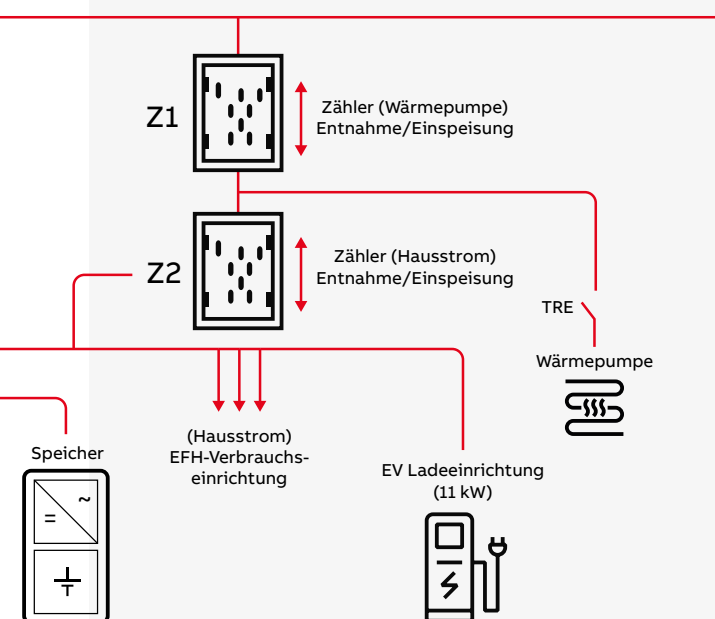 Z1
Zähler (Wärmepumpe)
Entnahme/Einspeisung
Z2
Zähler (Hausstrom)
Entnahme/Einspeisung
TRE
Wärmepumpe
(Hausstrom)
EFH-Verbrauchs-
einrichtung
Speicher
EV Ladeeinrichtung
(11 kW)